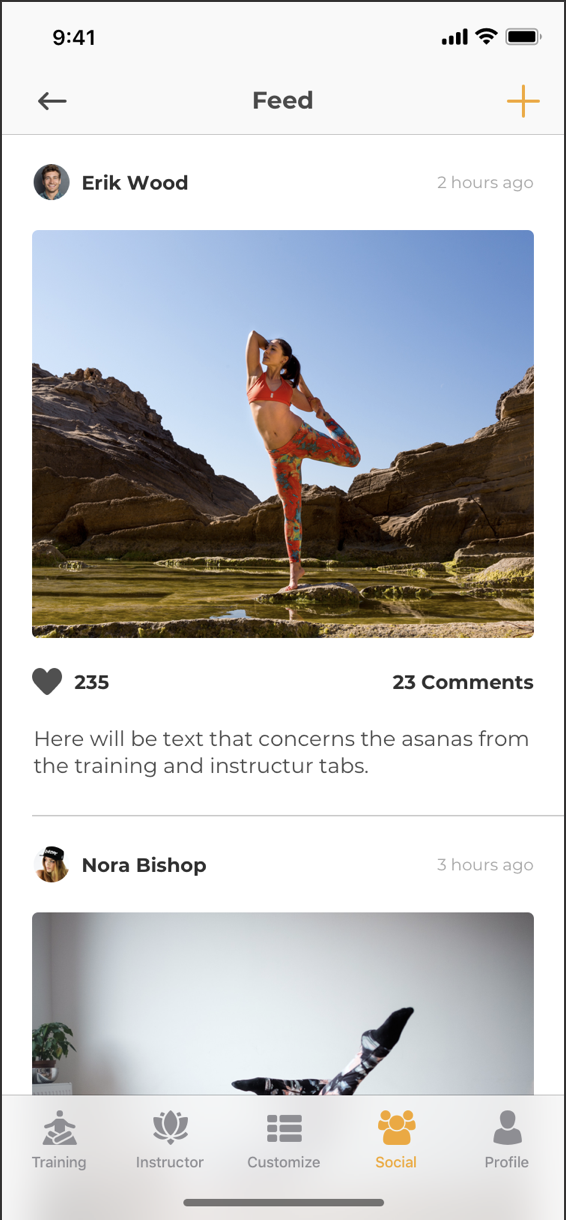 9:41
Feed
Erik Wood
2 hours ago
235
23 Comments
Here will be text that concerns the asanas from
the training and instructur tabs.
Nora Bishop
3 hours ago
Training
Instructor
Customize
Social
Profile